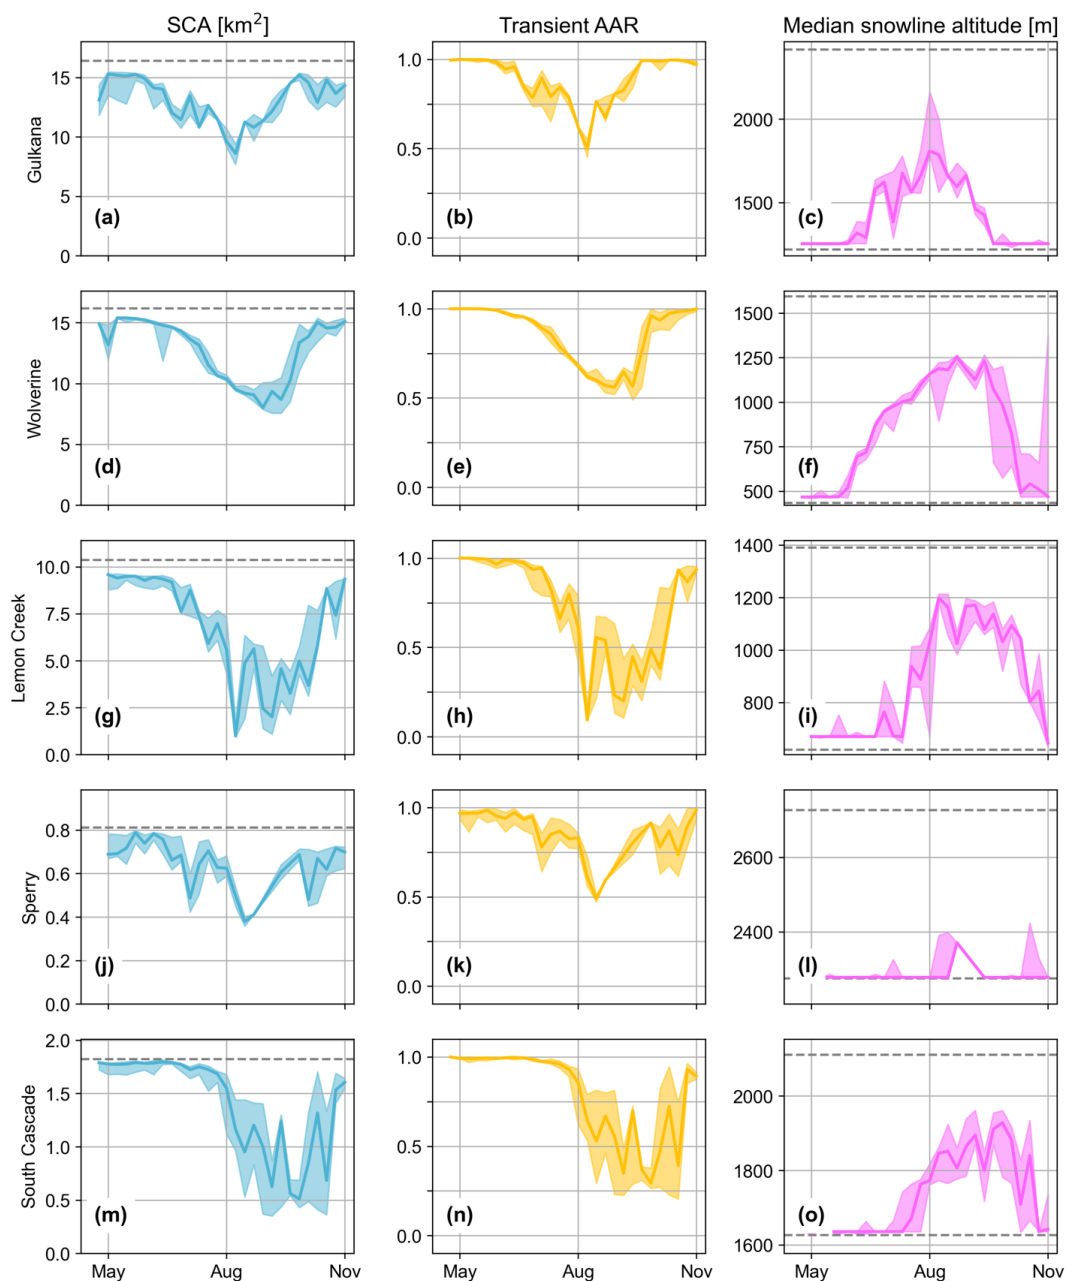 SCA [km²]
Transient AAR
Median snowline altitude [m]
Gulkana
15
10
5
0
(a)
1.0
0.5
0.0
(b)
2000
1500
(c)
Wolverine
15
10
5
0
(d)
1.0
0.5
0.0
(e)
1500
1250
1000
750
500
(f)
Lemon Creek
10.0
7.5
5.0
2.5
0.0
(g)
1.0
0.5
0.0
(h)
1400
1200
1000
800
(i)
Sperry
0.8
0.6
0.4
0.2
0.0
(j)
1.0
0.5
0.0
(k)
2600
2400
(l)
South Cascade
2.0
1.5
1.0
0.5
0.0
(m)
1.0
0.5
0.0
(n)
2000
1800
1600
(o)
May Aug Nov
May Aug Nov
May Aug Nov